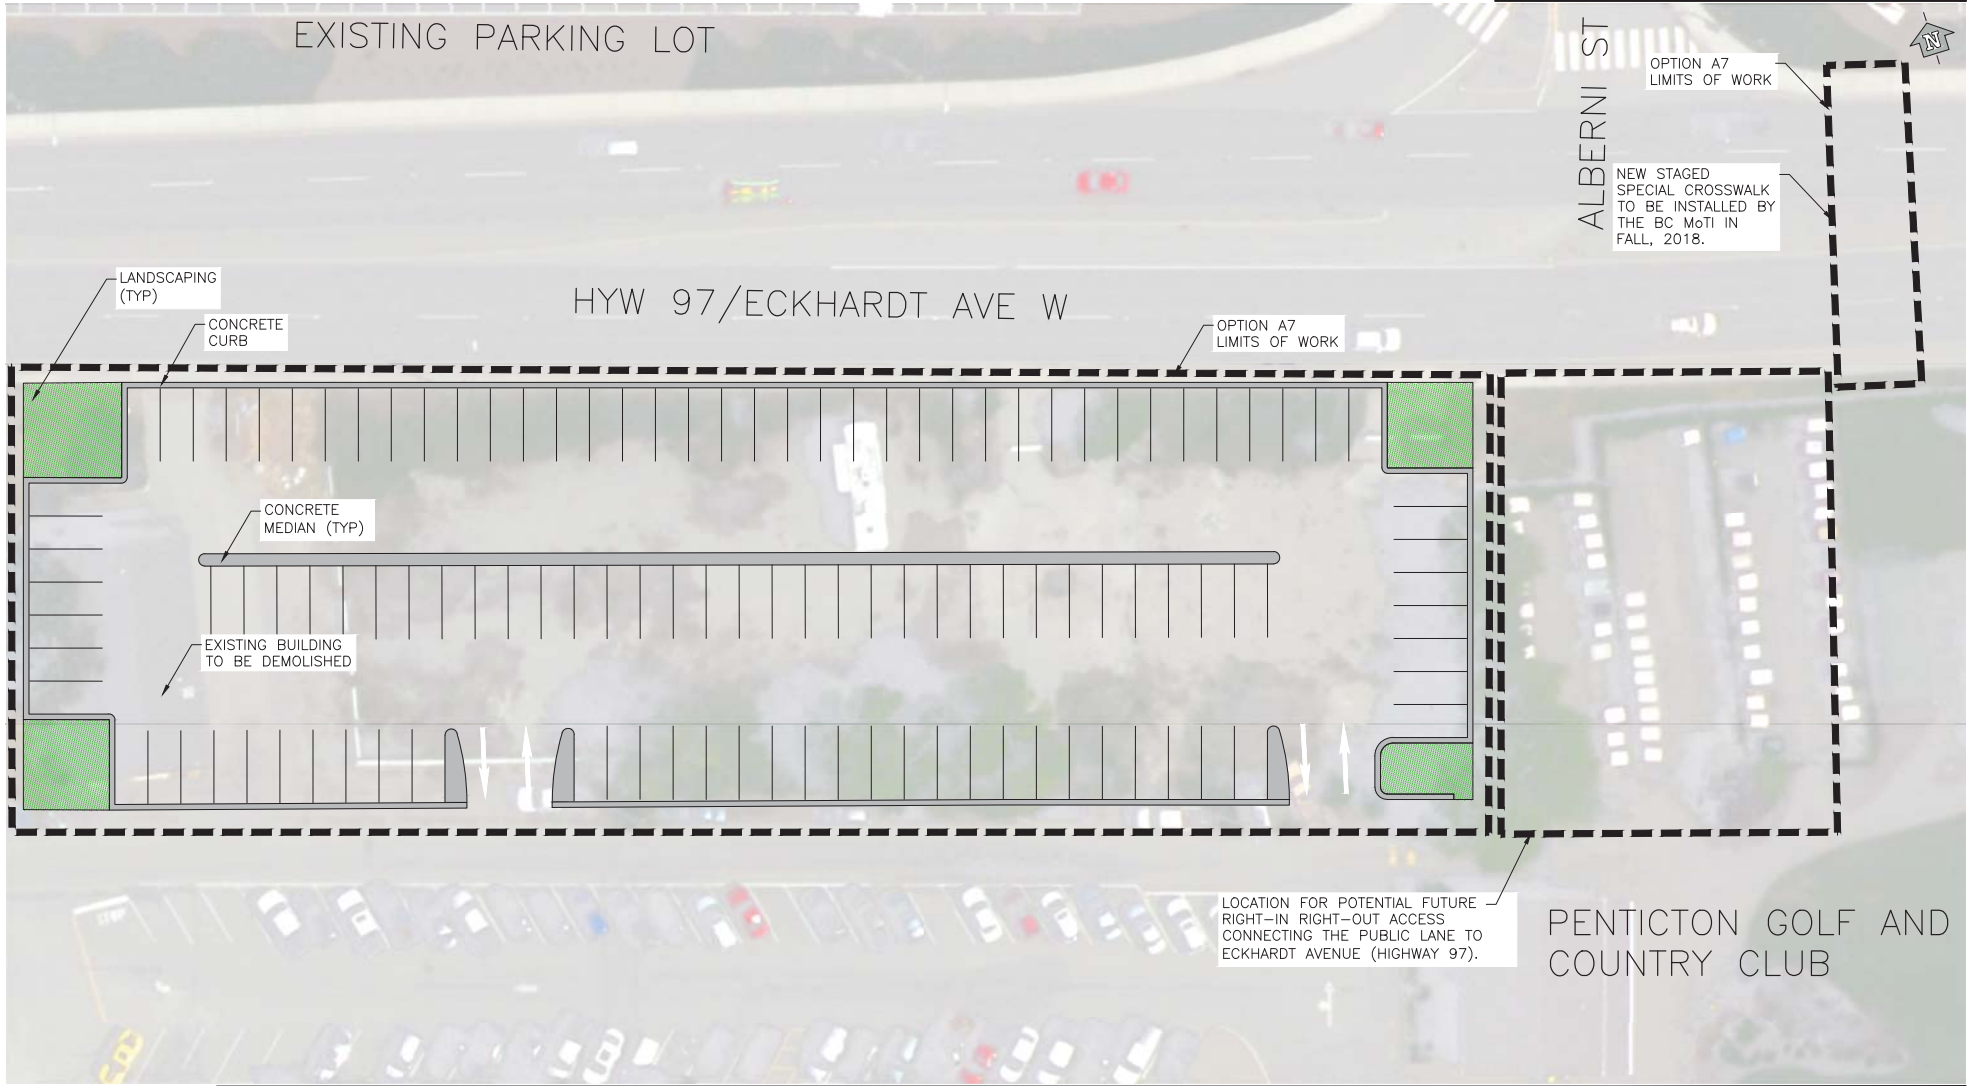 EXISTING PARKING LOT
ALBERNI ST
N
OPTION A7
LIMITS OF WORK
NEW STAGED
SPECIAL CROSSWALK
TO BE INSTALLED BY
THE BC MoTI IN
FALL, 2018.
LANDSCAPING
(TYP)
HYW 97/ECKHARDT AVE W
CONCRETE
CURB
OPTION A7
LIMITS OF WORK
CONCRETE
MEDIAN (TYP)
EXISTING BUILDING
TO BE DEMOLISHED
LOCATION FOR POTENTIAL FUTURE
RIGHT-IN RIGHT-OUT ACCESS
CONNECTING THE PUBLIC LANE TO
ECKHARDT AVENUE (HIGHWAY 97).
PENTICTON GOLF AND
COUNTRY CLUB